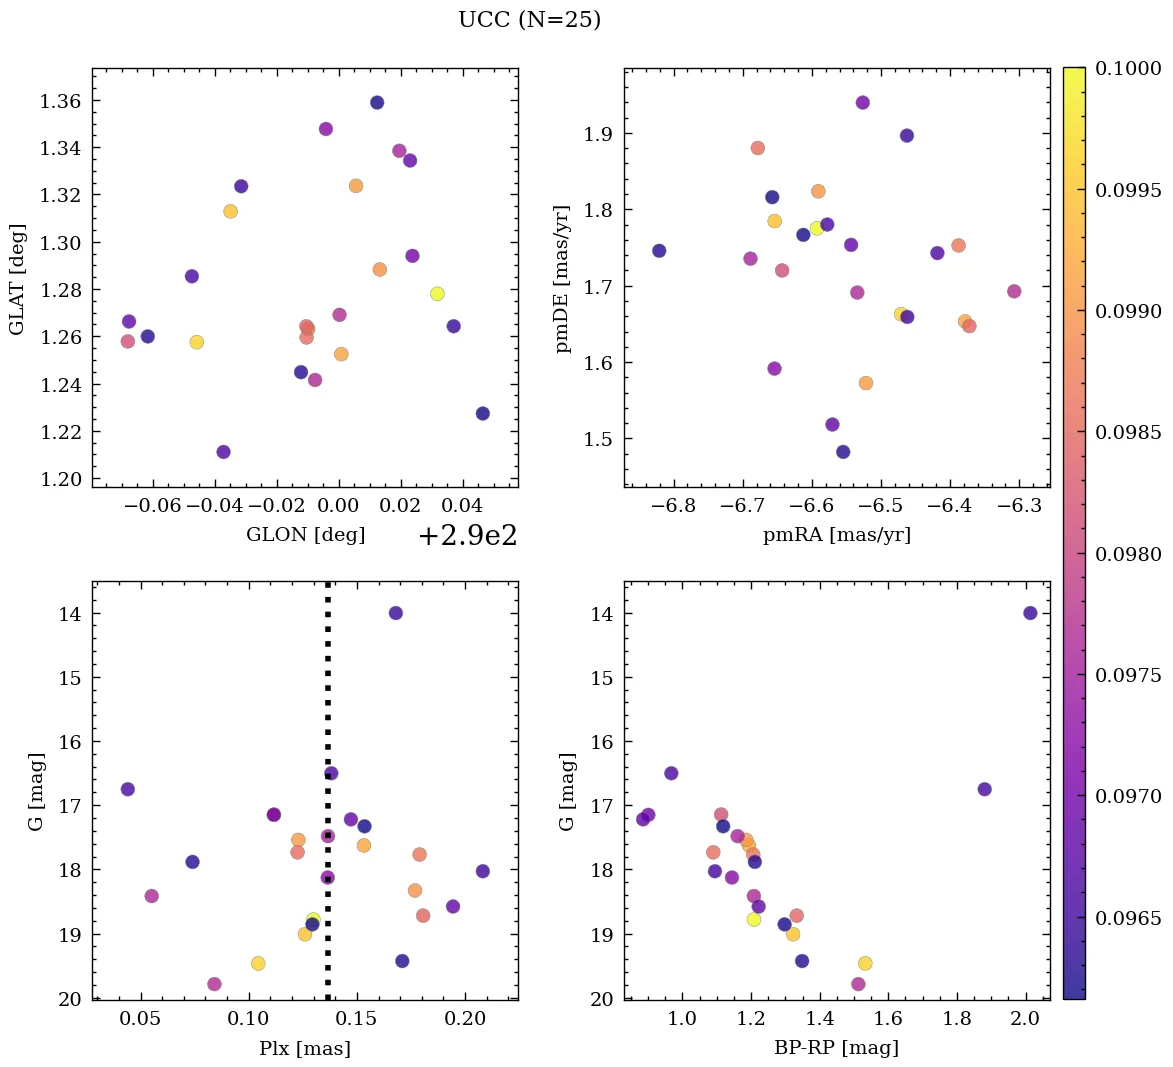 UCC (N=25)
1.36
1.34
1.32
1.30
1.28
1.26
1.24
1.22
1.20
GLAT [deg]
−0.06 −0.04 −0.02 0.00 0.02 0.04
GLON [deg]
+2.9e2
1.9
1.8
1.7
1.6
1.5
pmDE [mas/yr]
−6.8 −6.7 −6.6 −6.5 −6.4 −6.3
pmRA [mas/yr]
14
15
16
17
18
19
20
G [mag]
0.05 0.10 0.15 0.20
Plx [mas]
14
15
16
17
18
19
20
G [mag]
1.0 1.2 1.4 1.6 1.8 2.0
BP-RP [mag]
0.1000
0.0995
0.0990
0.0985
0.0980
0.0975
0.0970
0.0965